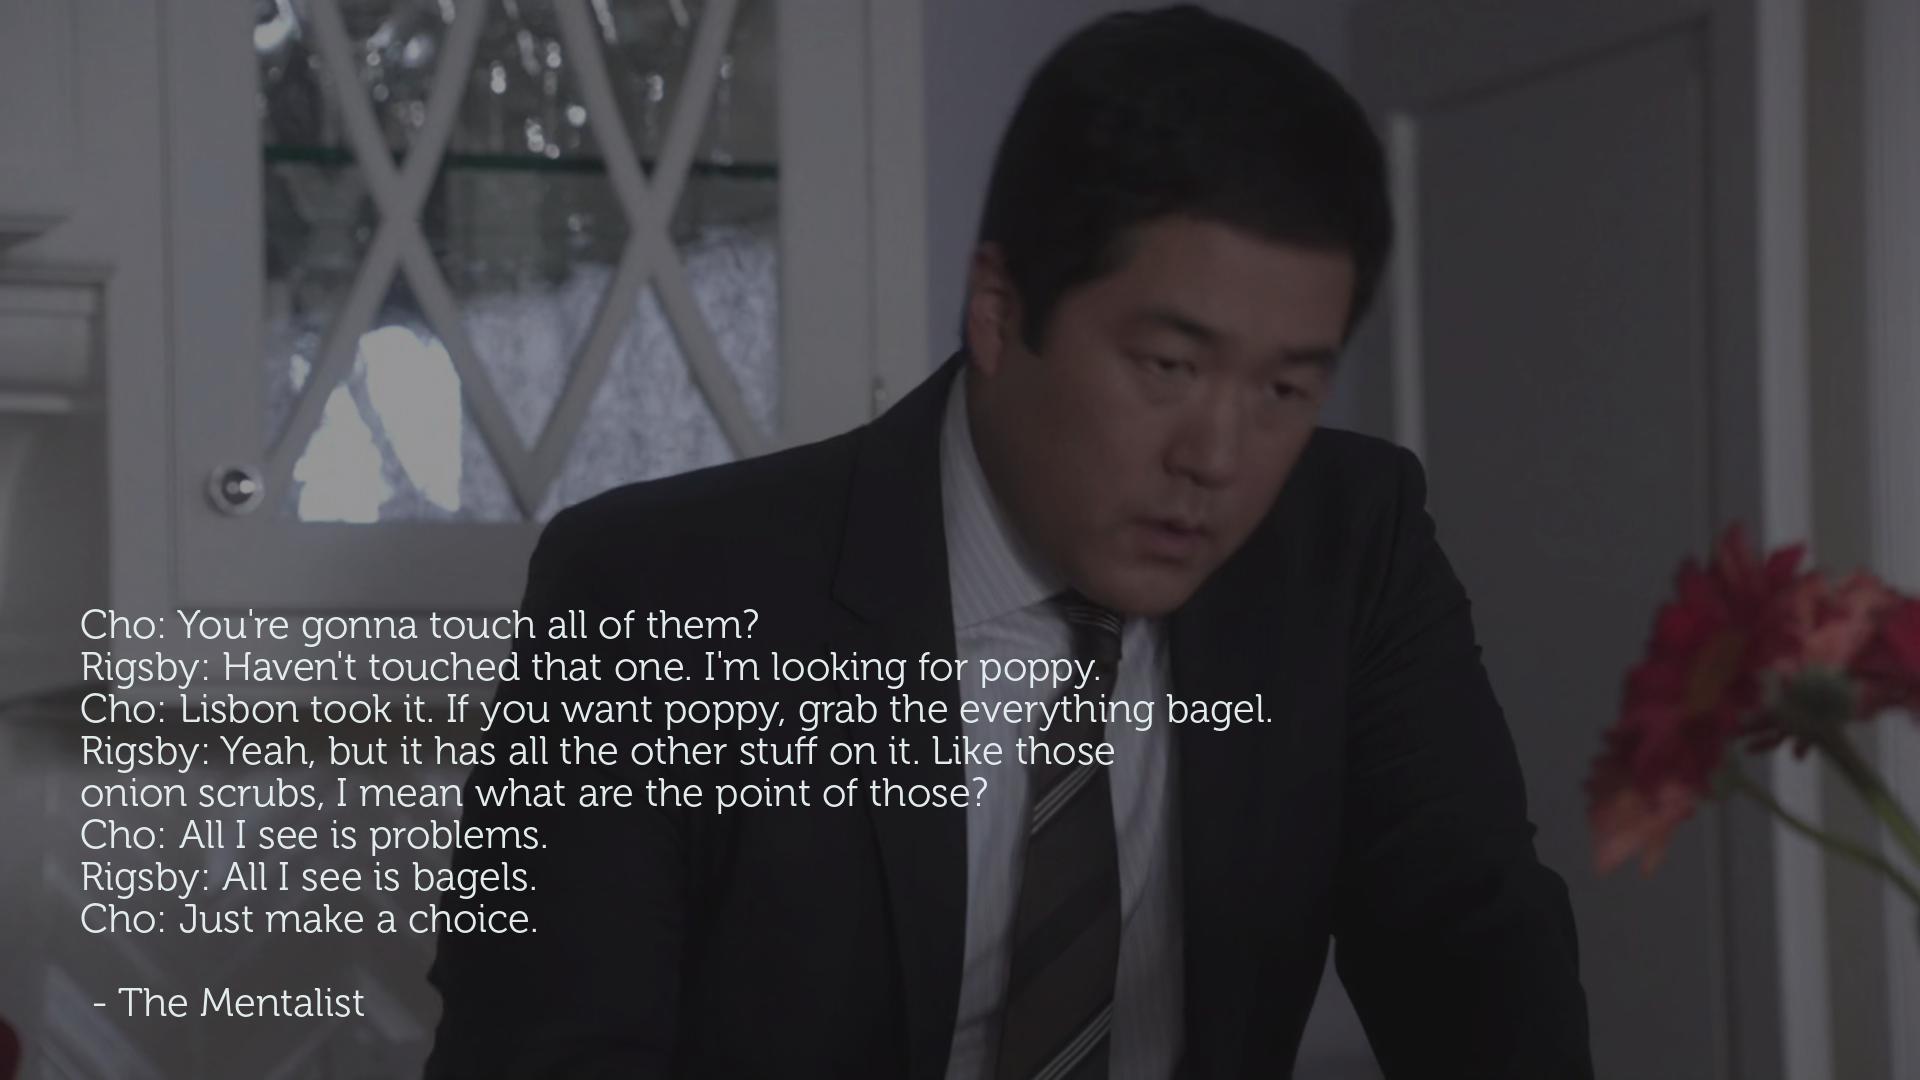 Cho: You're gonna touch all of them?
Rigsby: Haven't touched that one. I'm looking for poppy.
Cho: Lisbon took it. If you want poppy, grab the everything bagel.
Rigsby: Yeah, but it has all the other stuff on it. Like those
onion scrubs, I mean what are the point of those?
Cho: All I see is problems.
Rigsby: All I see is bagels.
Cho: Just make a choice.
- The Mentalist